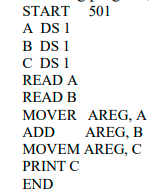 START 501
A DS 1
B DS 1
C DS 1
READ A
READ B
MOVER AREG, A
ADD AREG, B
MOVEM AREG, C
PRINT C
END